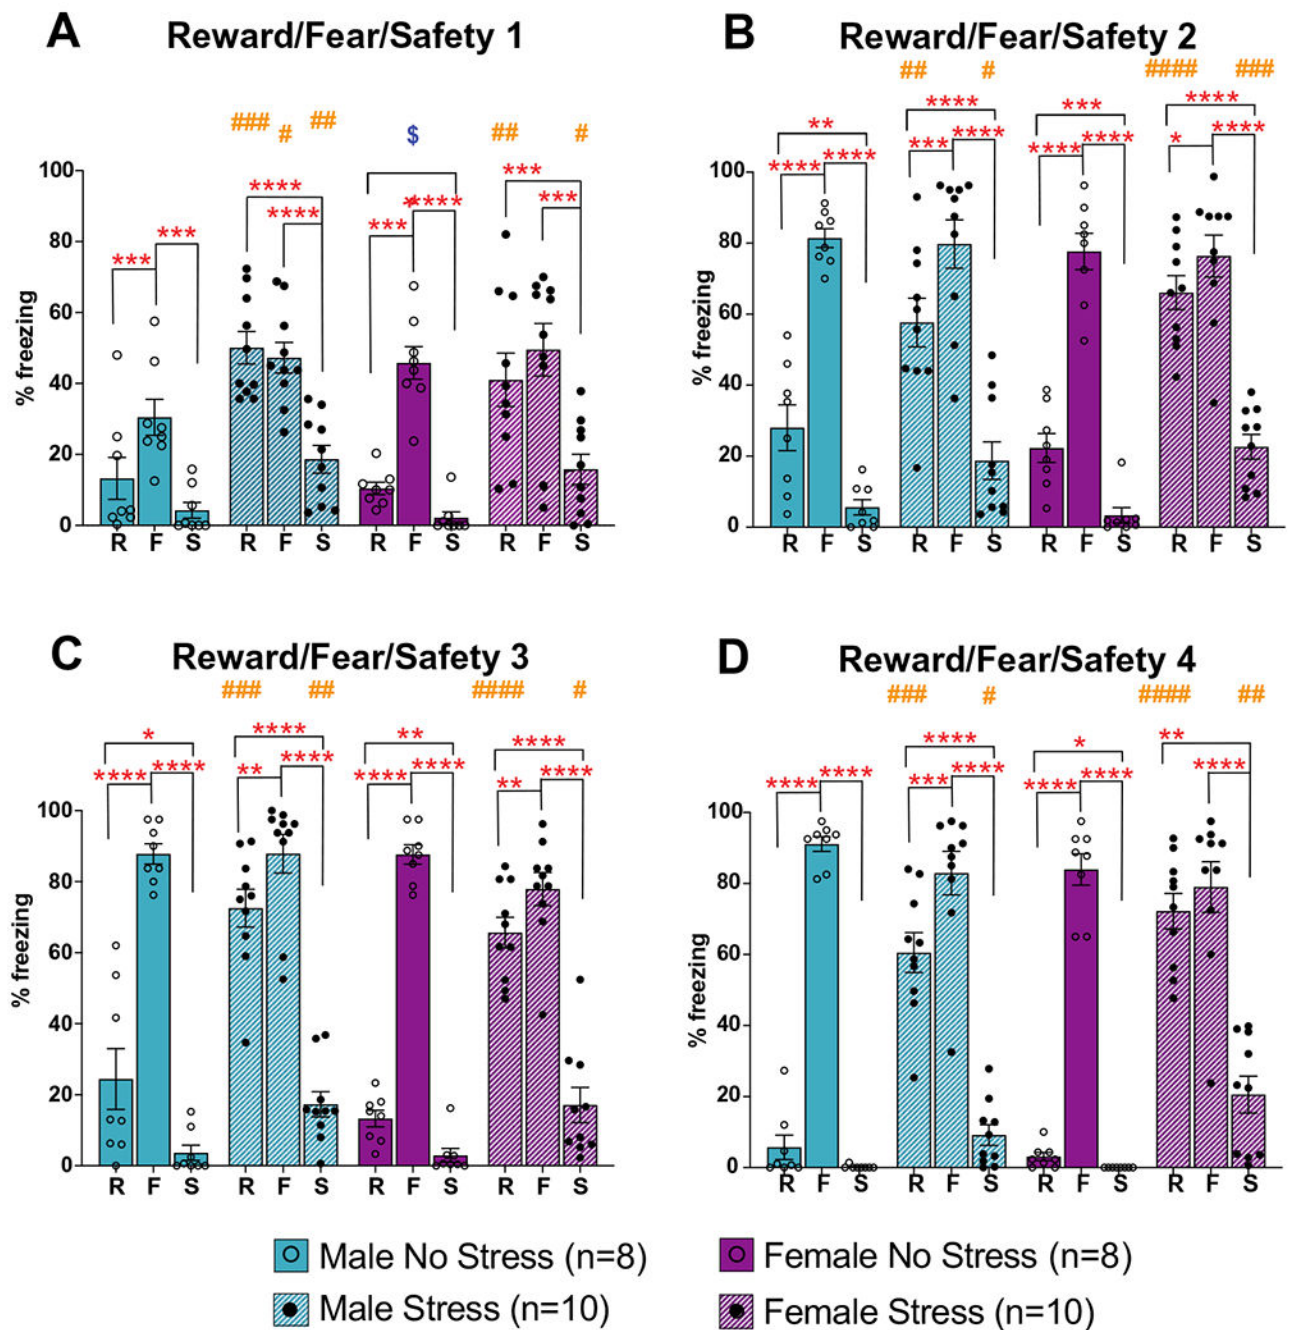 A Reward/Fear/Safety 1
### # ## $ ## #
**** *** ****
*** *** **** *** ***
% freezing
100
80
60
40
20
0
R F S R F S R F S R F S
B Reward/Fear/Safety 2
## # #### ###
** **** *** ****
**** **** *** **** **** **** * ****
% freezing
100
80
60
40
20
0
R F S R F S R F S R F S
C Reward/Fear/Safety 3
### ## #### #
* **** ** ****
**** **** ** **** **** **** ** ****
% freezing
100
80
60
40
20
0
R F S R F S R F S R F S
D Reward/Fear/Safety 4
### # #### ##
**** * **
**** **** *** **** **** **** ****
% freezing
100
80
60
40
20
0
R F S R F S R F S R F S
Male No Stress (n=8)
Female No Stress (n=8)
Male Stress (n=10)
Female Stress (n=10)